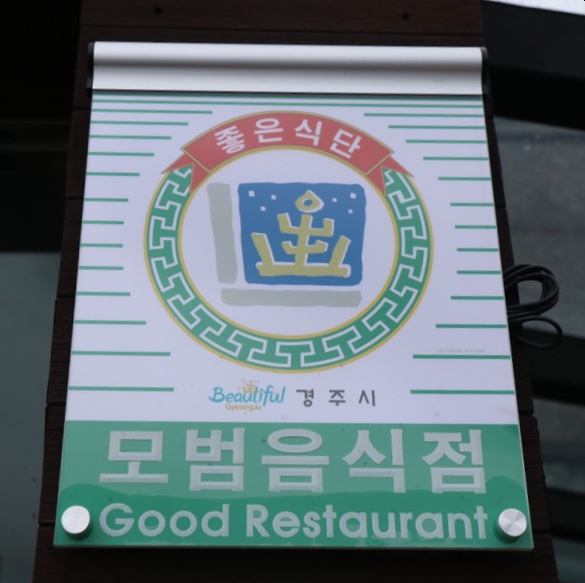 좋은식단
Beautiful
Gyeongju
경주시
모범음식점
Good Restaurant